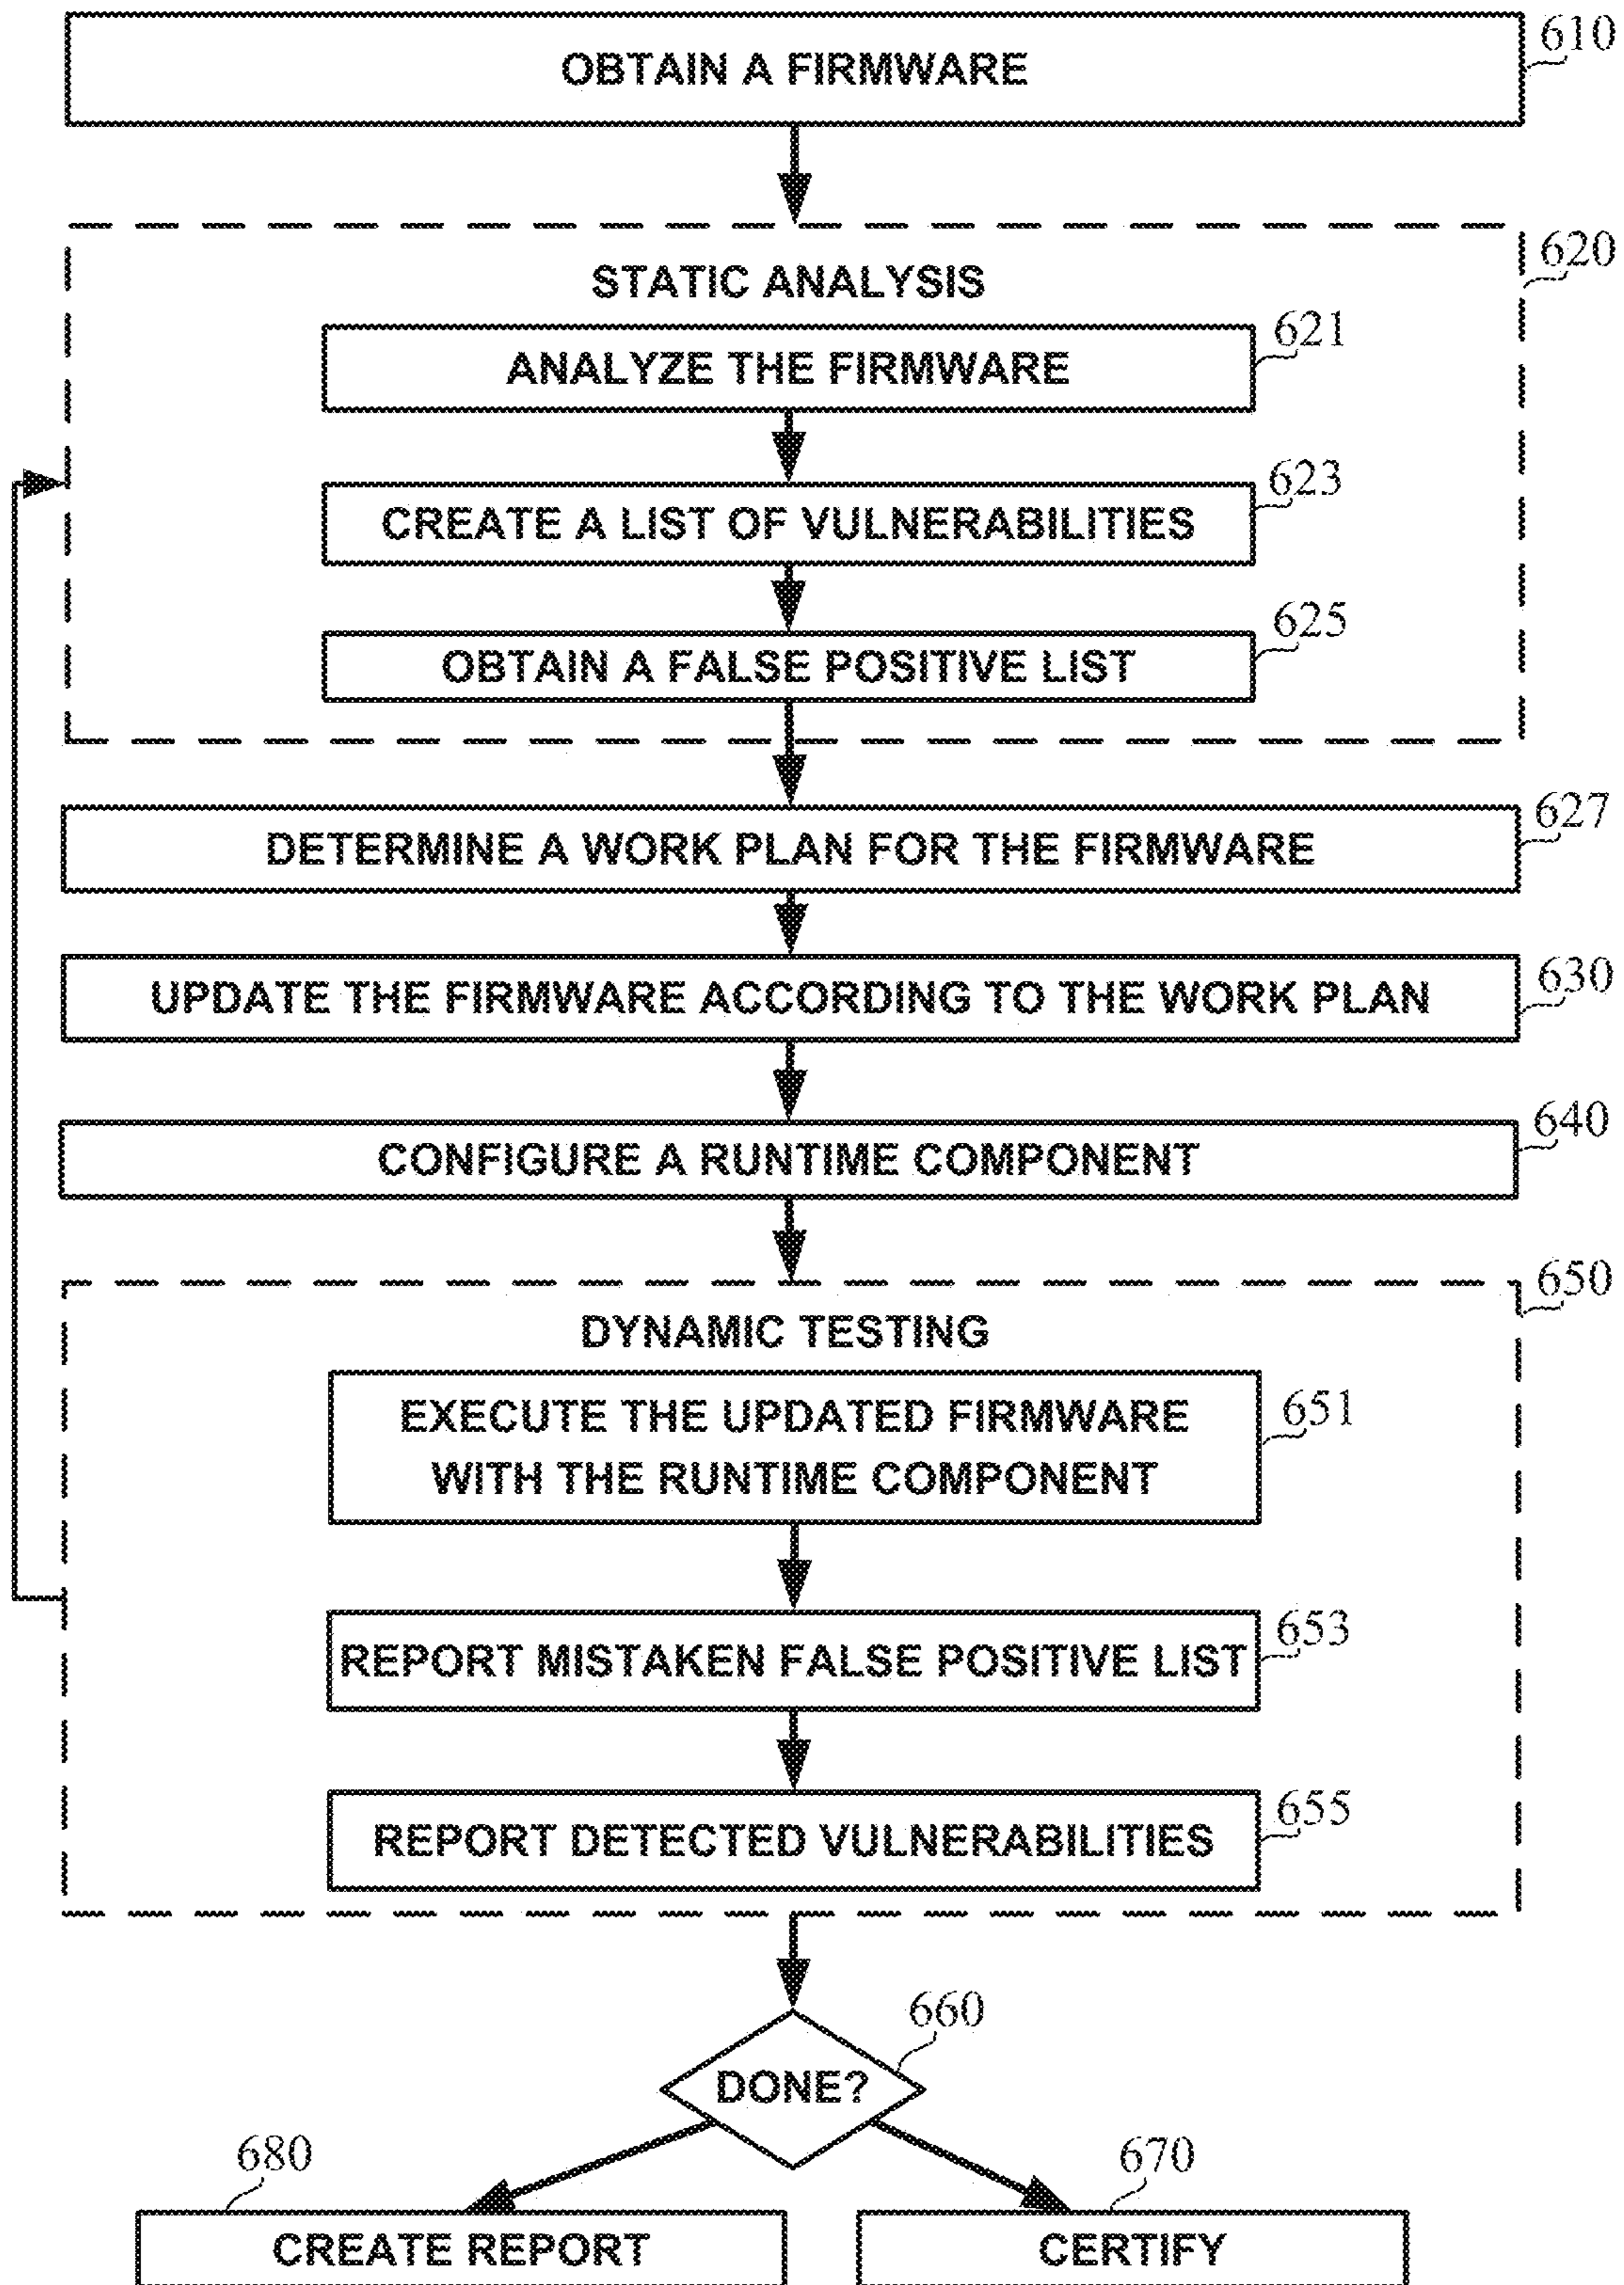 610
OBTAIN A FIRMWARE
620
STATIC ANALYSIS
621
ANALYZE THE FIRMWARE
623
CREATE A LIST OF VULNERABILITIES
625
OBTAIN A FALSE POSITIVE LIST
627
DETERMINE A WORK PLAN FOR THE FIRMWARE
630
UPDATE THE FIRMWARE ACCORDING TO THE WORK PLAN
640
CONFIGURE A RUNTIME COMPONENT
650
DYNAMIC TESTING
651
EXECUTE THE UPDATED FIRMWARE
WITH THE RUNTIME COMPONENT
653
REPORT MISTAKEN FALSE POSITIVE LIST
655
REPORT DETECTED VULNERABILITIES
660
DONE?
680
670
CREATE REPORT
CERTIFY